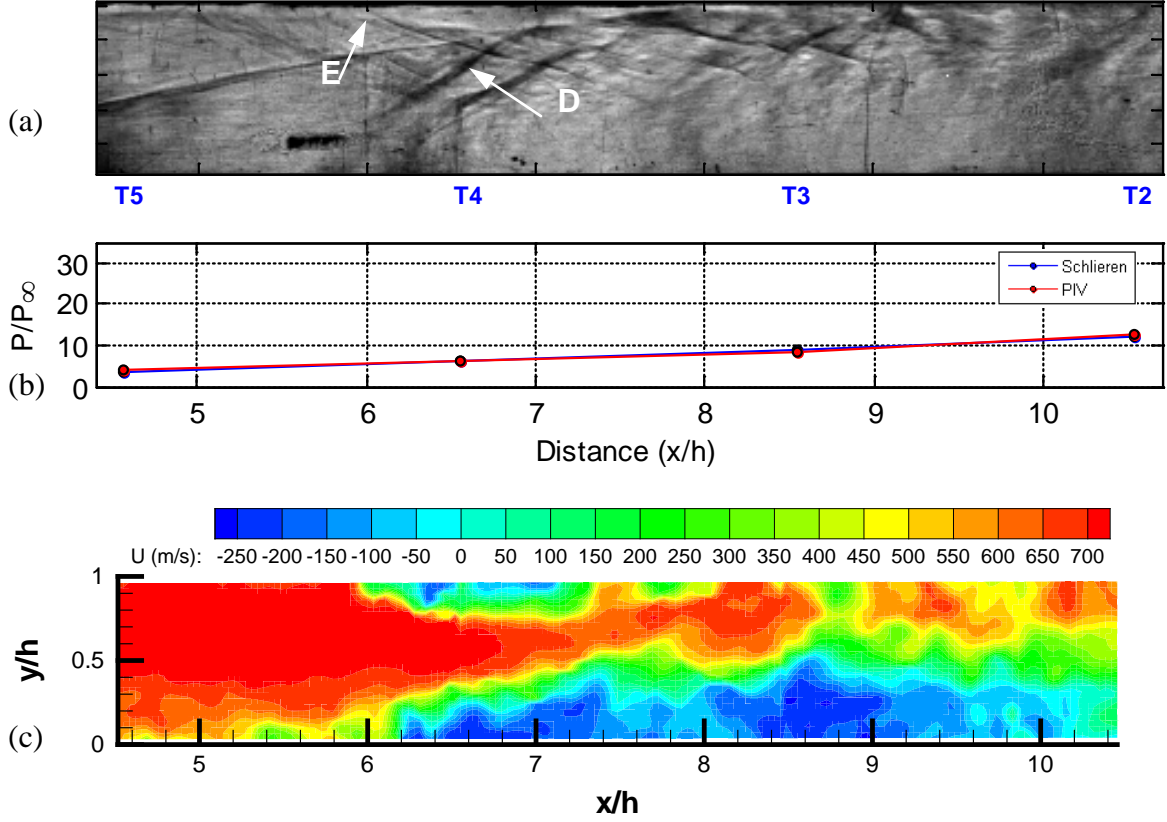 E
D
(a)
T5 T4 T3 T2
30
20
10
0
P/P∞
Schlieren
PIV
(b)
5 6 7 8 9 10
Distance (x/h)
U (m/s): -250 -200 -150 -100 -50 0 50 100 150 200 250 300 350 400 450 500 550 600 650 700
1
0.5
0
y/h
(c)
5 6 7 8 9 10
x/h